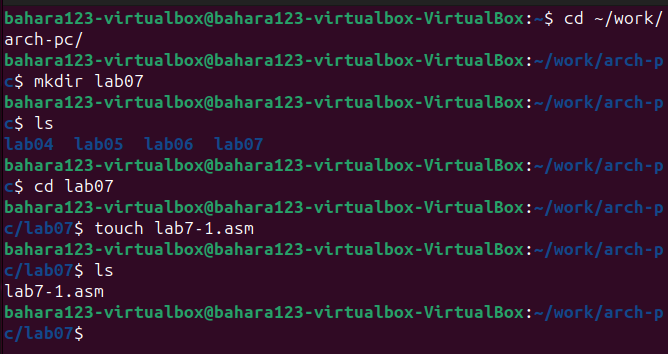 bahara123-virtualbox@bahara123-virtualbox-VirtualBox:~$ cd ~/work/
arch-pc/
bahara123-virtualbox@bahara123-virtualbox-VirtualBox:~/work/arch-p
c$ mkdir lab07
bahara123-virtualbox@bahara123-virtualbox-VirtualBox:~/work/arch-p
c$ ls
lab04  lab05  lab06  lab07
bahara123-virtualbox@bahara123-virtualbox-VirtualBox:~/work/arch-p
c$ cd lab07
bahara123-virtualbox@bahara123-virtualbox-VirtualBox:~/work/arch-p
c/lab07$ touch lab7-1.asm
bahara123-virtualbox@bahara123-virtualbox-VirtualBox:~/work/arch-p
c/lab07$ ls
lab7-1.asm
bahara123-virtualbox@bahara123-virtualbox-VirtualBox:~/work/arch-p
c/lab07$